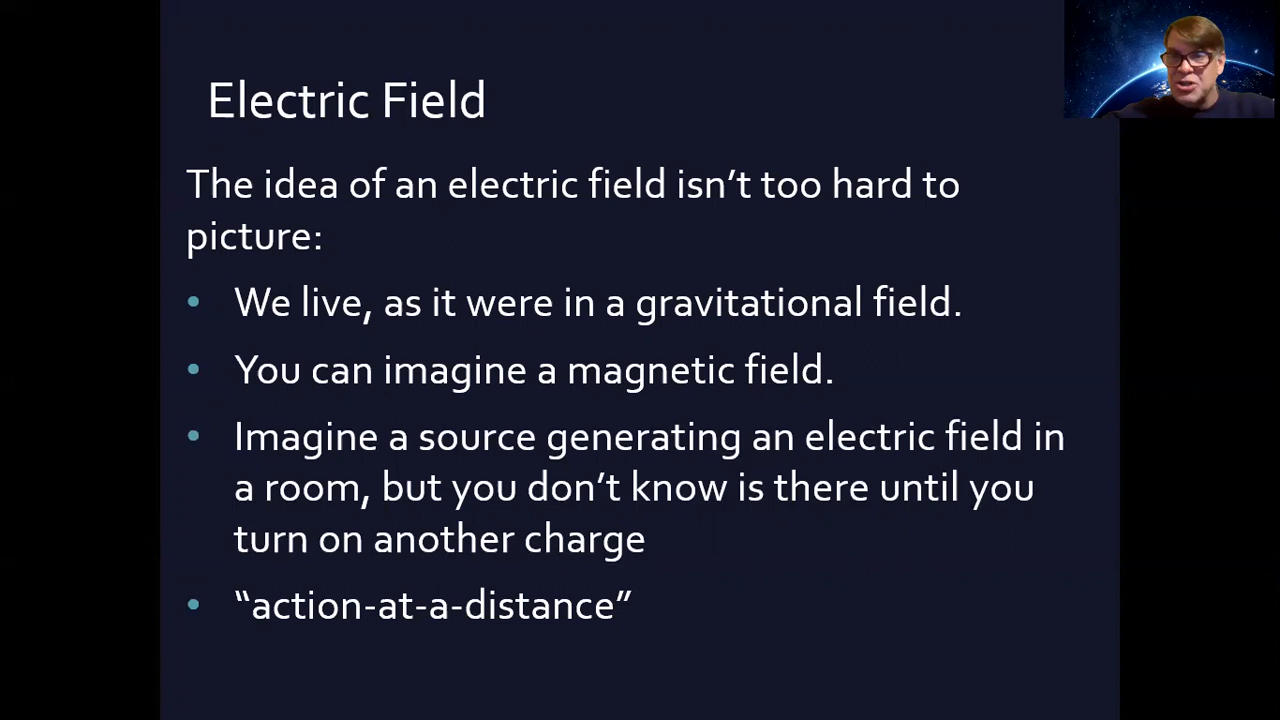 Electric Field
The idea of an electric field isn’t too hard to
picture:
• We live, as it were in a gravitational field.
• You can imagine a magnetic field.
• Imagine a source generating an electric field in
a room, but you don’t know is there until you
turn on another charge
• “action-at-a-distance”